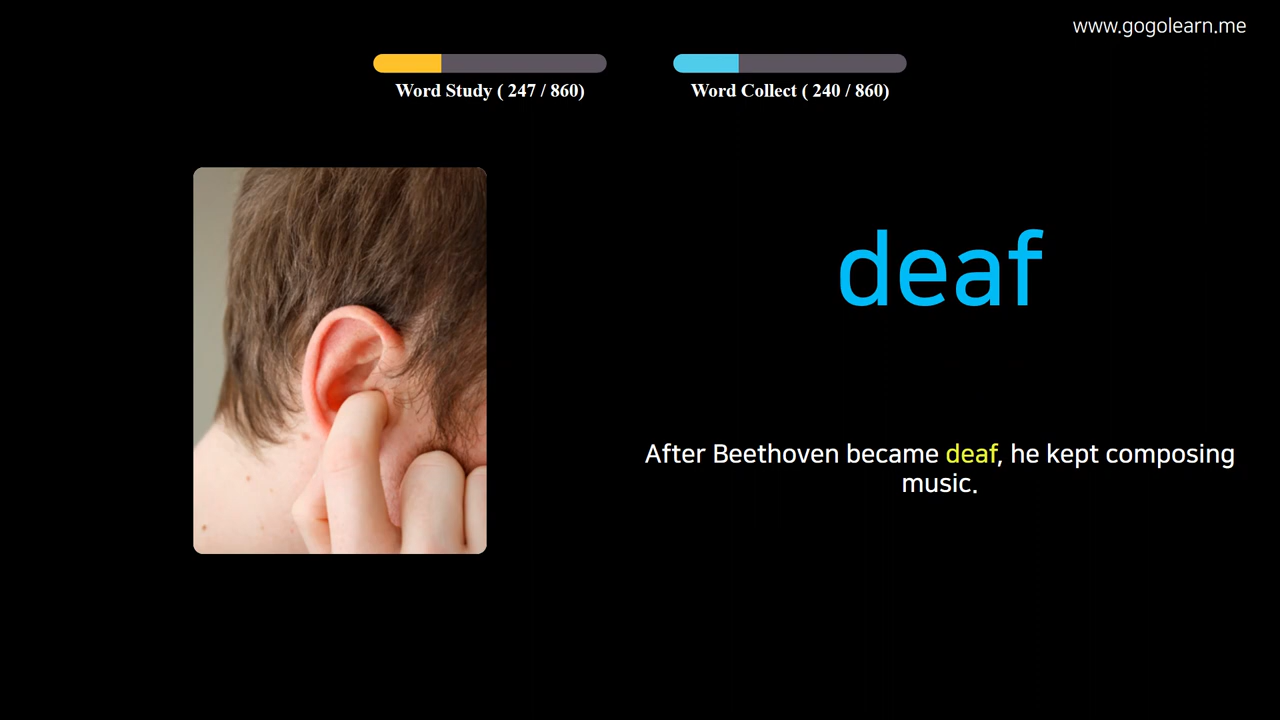 www.gogolearn.me
Word Study ( 247 / 860)
Word Collect ( 240 / 860)
deaf
After Beethoven became deaf, he kept composing
music.